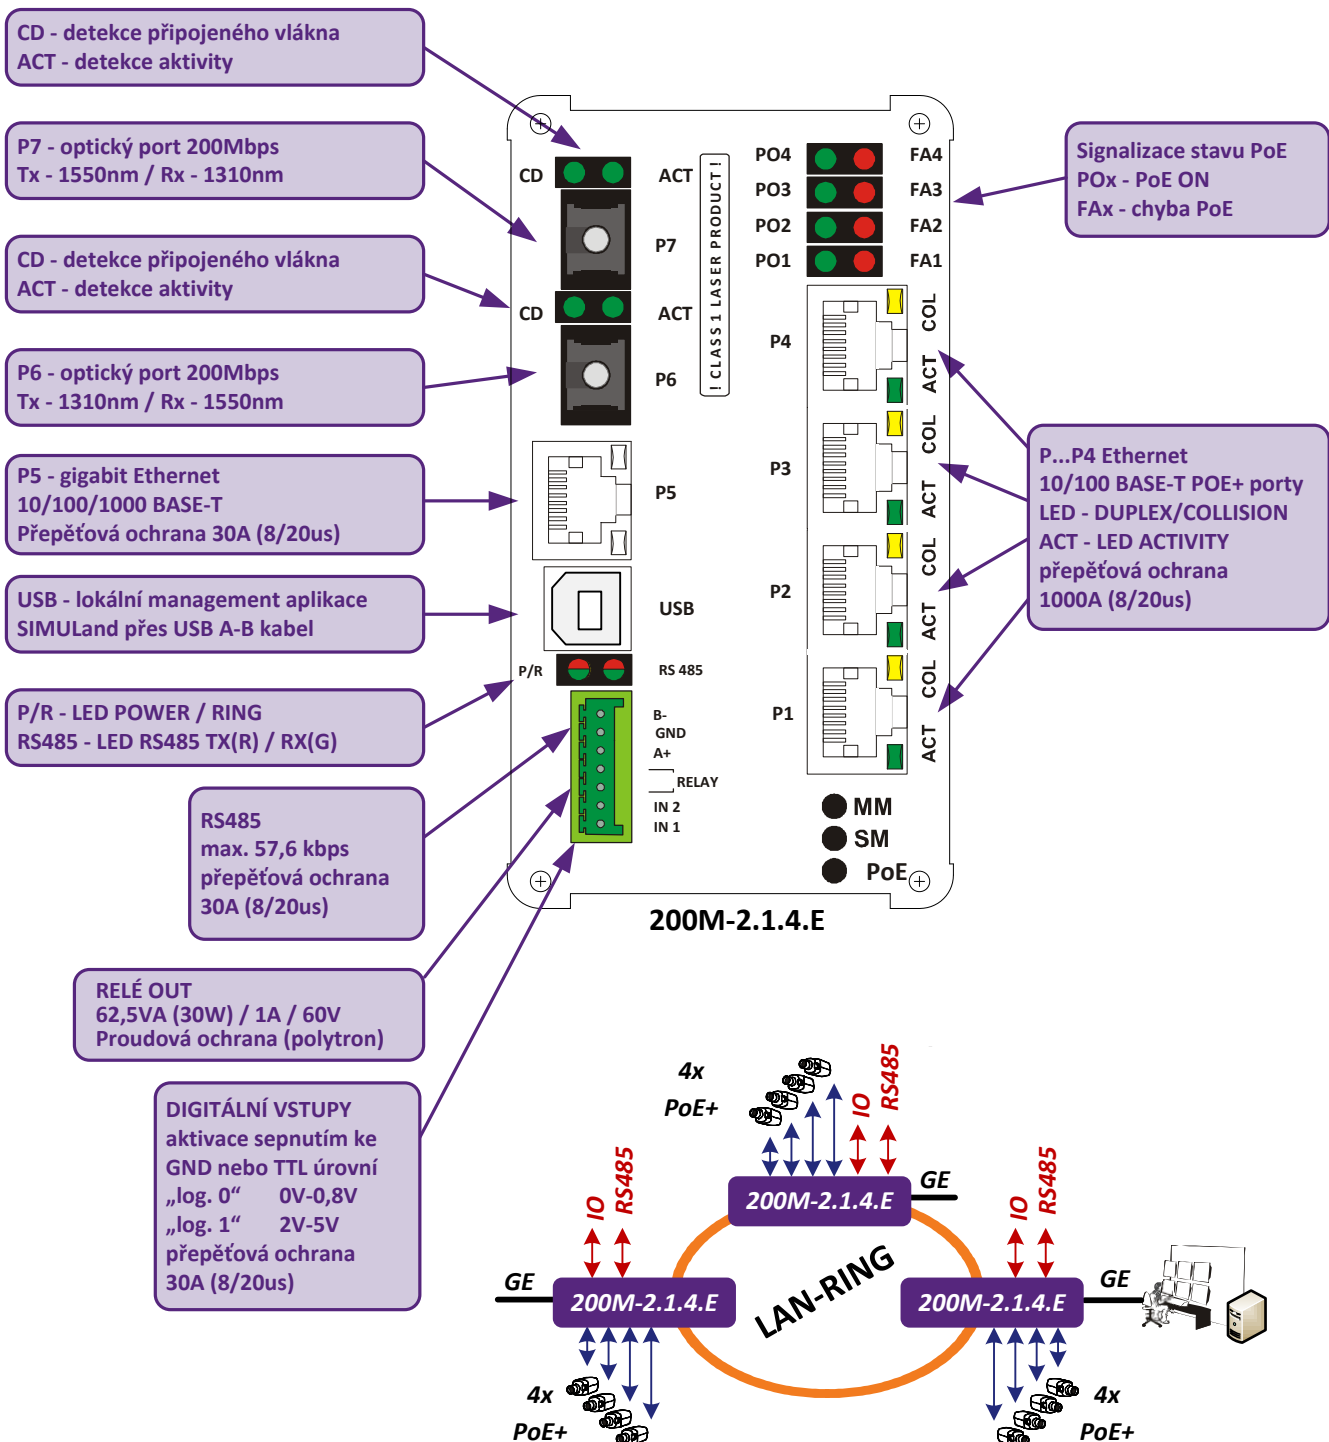 CD - detekce připojeného vlákna
ACT - detekce aktivity
P7 - optický port 200Mbps
Tx - 1550nm / Rx - 1310nm
CD - detekce připojeného vlákna
ACT - detekce aktivity
P6 - optický port 200Mbps
Tx - 1310nm / Rx - 1550nm
P5 - gigabit Ethernet
10/100/1000 BASE-T
Přepěťová ochrana 30A (8/20us)
USB - lokální management aplikace
SIMULand přes USB A-B kabel
P/R - LED POWER / RING
RS485 - LED RS485 TX(R) / RX(G)
RS485
max. 57,6 kbps
přepěťová ochrana
30A (8/20us)
RELÉ OUT
62,5VA (30W) / 1A / 60V
Proudová ochrana (polytron)
DIGITÁLNÍ VSTUPY
aktivace sepnutím ke
GND nebo TTL úrovní
„log. 0“ 0V-0,8V
„log. 1“ 2V-5V
přepěťová ochrana
30A (8/20us)
CD ACT
P7
CD ACT
P6
! CLASS 1 LASER PRODUCT !
P5
USB
P/R RS 485
B-
GND
A+
RELAY
IN 2
IN 1
PO4 FA4
PO3 FA3
PO2 FA2
PO1 FA1
P4
COL
ACT
P3
COL
ACT
P2
COL
ACT
P1
COL
ACT
MM
SM
PoE
200M-2.1.4.E
Signalizace stavu PoE
POx - PoE ON
FAx - chyba PoE
P...P4 Ethernet
10/100 BASE-T POE+ porty
LED - DUPLEX/COLLISION
ACT - LED ACTIVITY
přepěťová ochrana
1000A (8/20us)
4x
PoE+
IO
RS485
200M-2.1.4.E
GE
IO
RS485
GE
200M-2.1.4.E
4x
PoE+
LAN-RING
IO
RS485
200M-2.1.4.E
GE
4x
PoE+